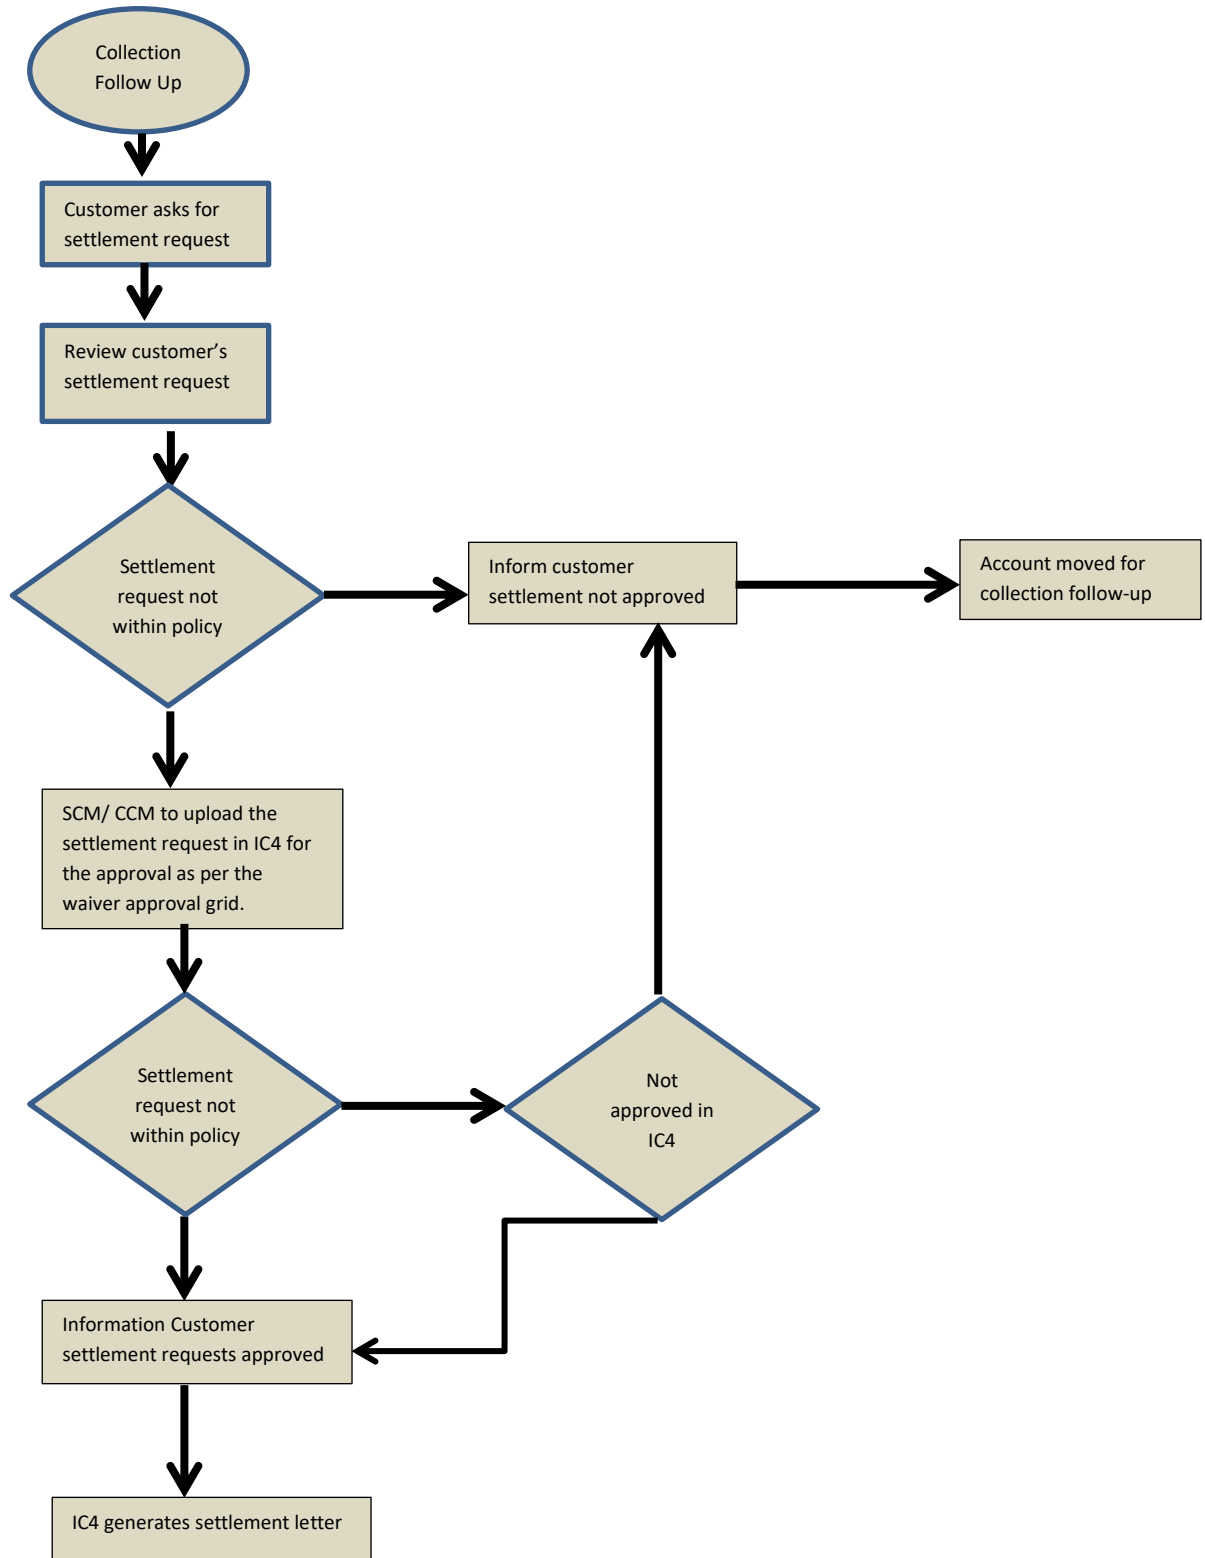 Collection
Follow Up
Customer asks for
settlement request
Review customer’s
settlement request
Settlement
request not
within policy
Inform customer
settlement not approved
Account moved for
collection follow-up
SCM/ CCM to upload the
settlement request in IC4 for
the approval as per the
waiver approval grid.
Settlement
request not
within policy
Not
approved in
IC4
Information Customer
settlement requests approved
IC4 generates settlement letter